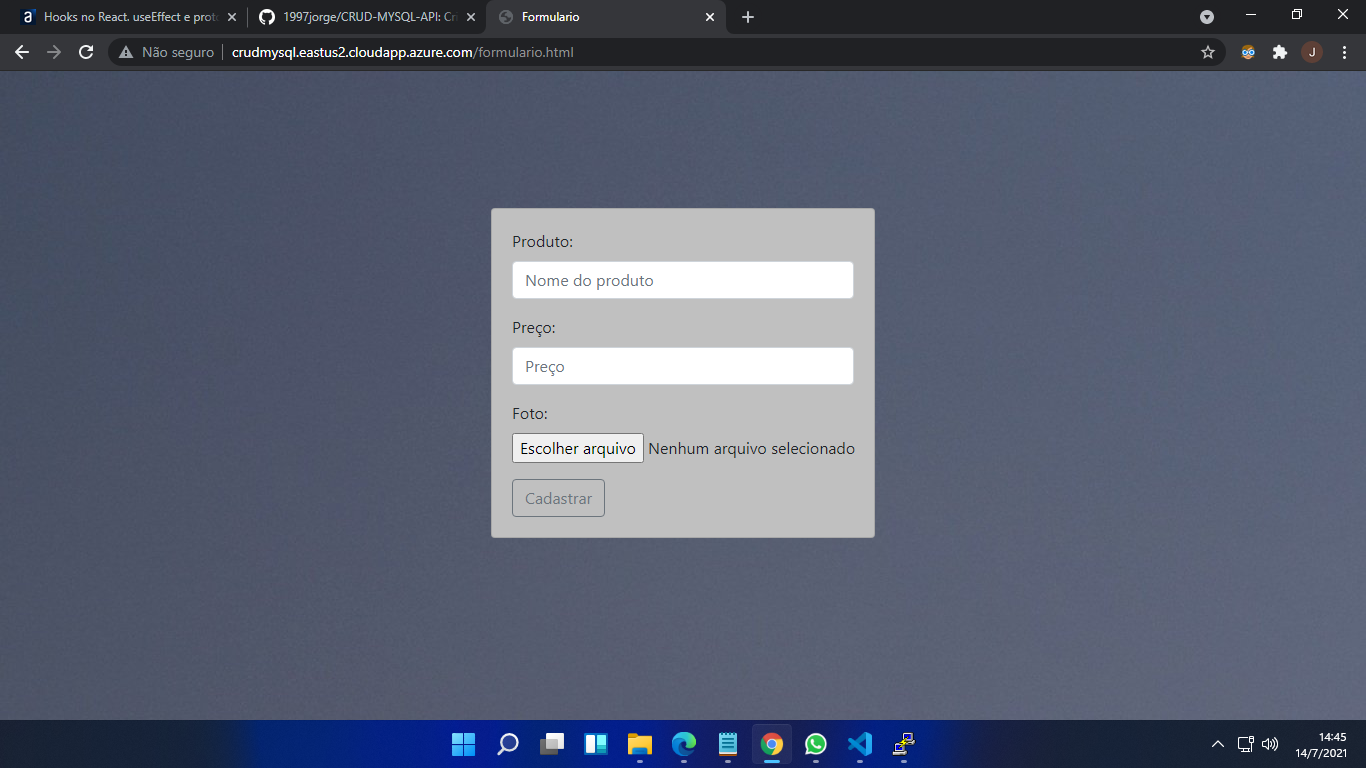 Hooks no React. useEffect e proto
1997jorge/CRUD-MYSQL-API: Cr
Formulario
Não seguro
crudmysql.eastus2.cloudapp.azure.com/formulario.html
J
Produto:
Nome do produto
Preço:
Preço
Foto:
Escolher arquivo Nenhum arquivo selecionado
Cadastrar
14:45
14/7/2021